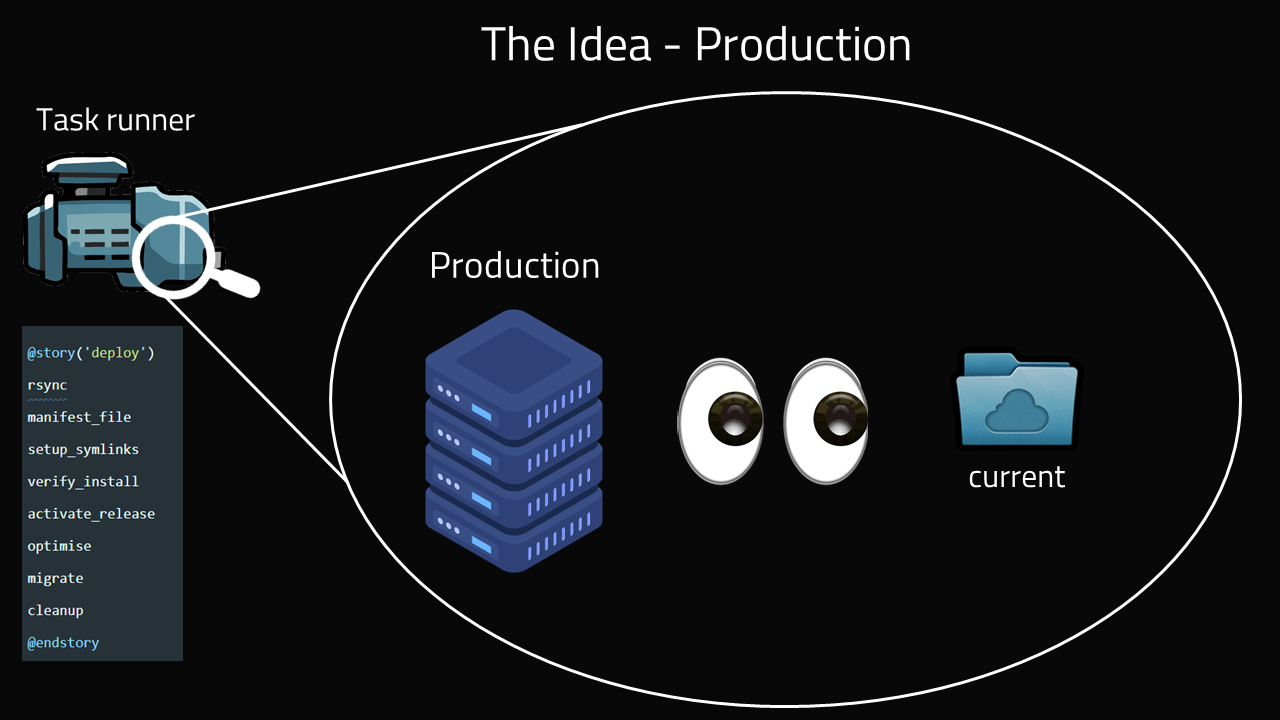 The Idea - Production
Task runner
Production
current
@story('deploy')
rsync
manifest_file
setup_symlinks
verify_install
activate_release
optimise
migrate
cleanup
@endstory